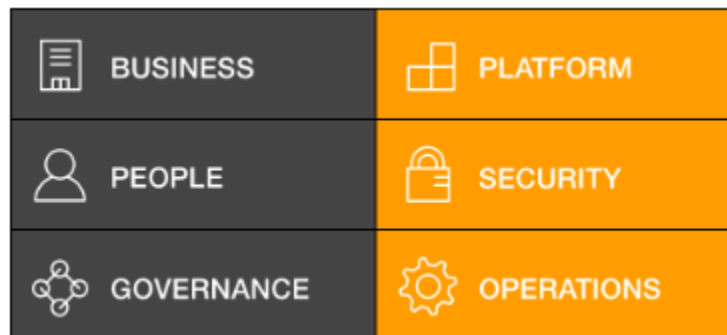 BUSINESS PLATFORM
PEOPLE SECURITY
GOVERNANCE OPERATIONS